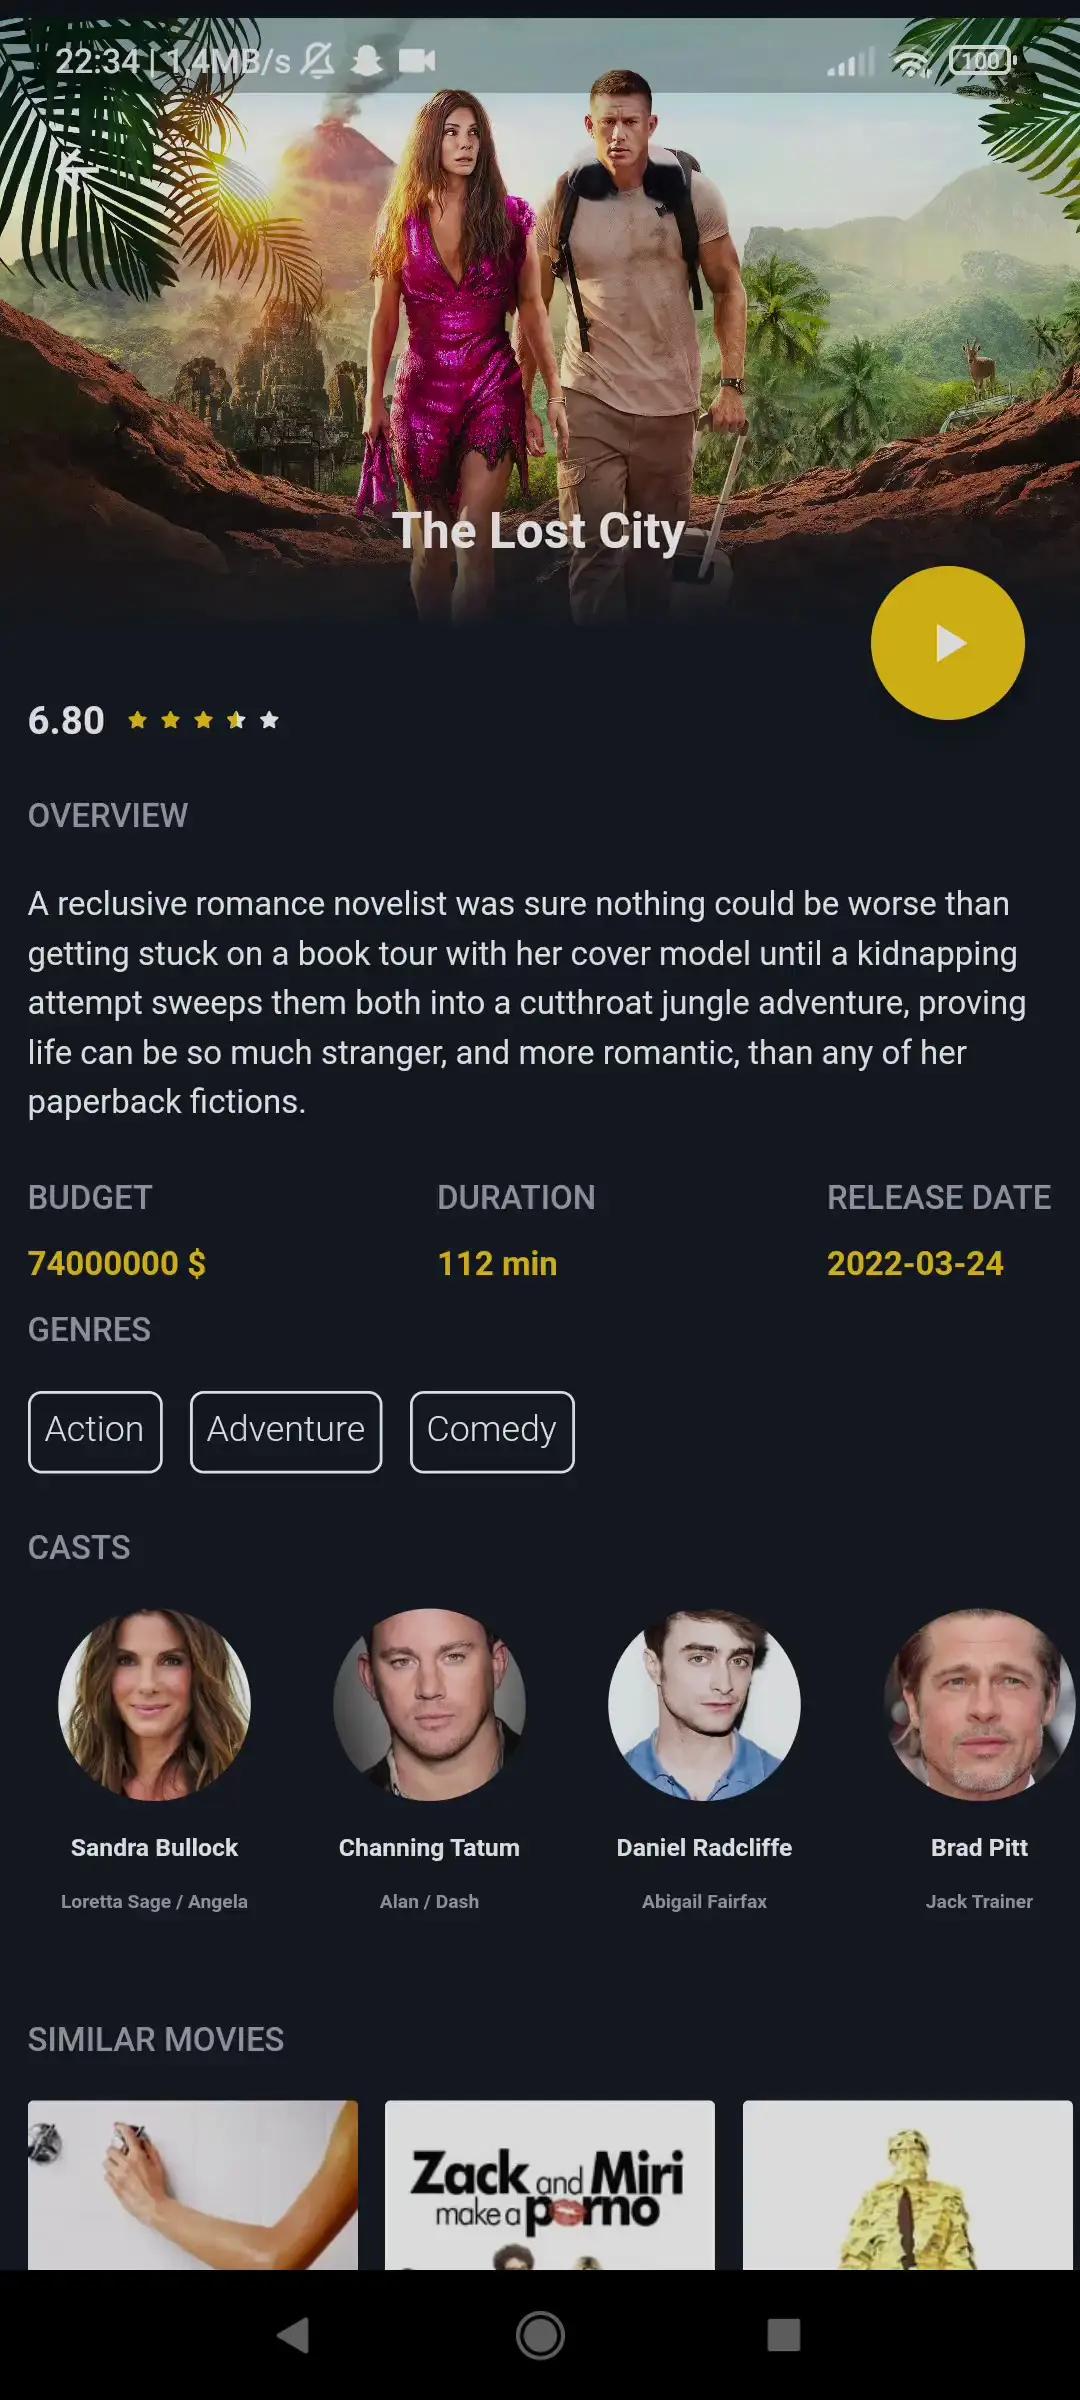 22:34 | 1,4MB/s
100
The Lost City
6.80
OVERVIEW
A reclusive romance novelist was sure nothing could be worse than
getting stuck on a book tour with her cover model until a kidnapping
attempt sweeps them both into a cutthroat jungle adventure, proving
life can be so much stranger, and more romantic, than any of her
paperback fictions.
BUDGET DURATION RELEASE DATE
74000000 $ 112 min 2022-03-24
GENRES
Action Adventure Comedy
CASTS
Sandra Bullock Channing Tatum Daniel Radcliffe Brad Pitt
Loretta Sage / Angela Alan / Dash Abigail Fairfax Jack Trainer
SIMILAR MOVIES
Zack and Miri
make a porno